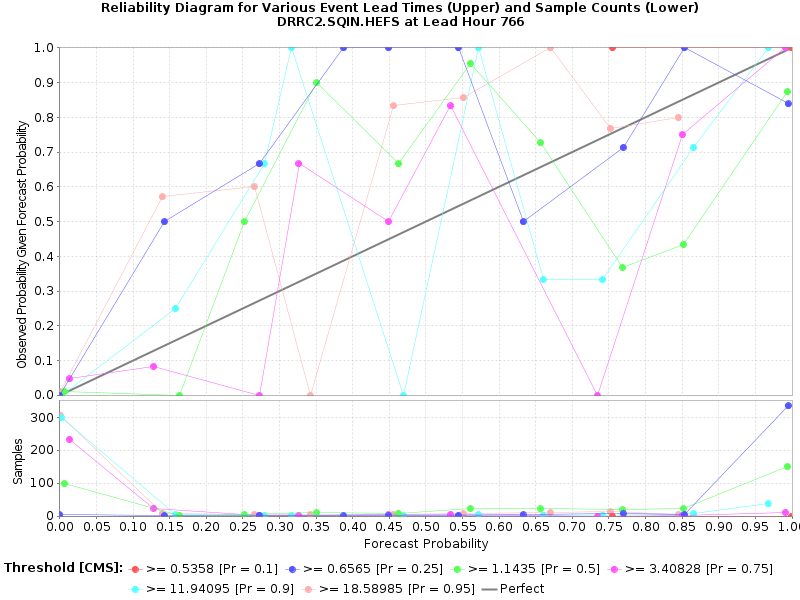 Reliability Diagram for Various Event Lead Times (Upper) and Sample Counts (Lower)
DRRC2.SQIN.HEFS at Lead Hour 766
Observed Probability Given Forecast Probability
1.0
0.9
0.8
0.7
0.6
0.5
0.4
0.3
0.2
0.1
0.0
Samples
300
200
100
0
0.00 0.05 0.10 0.15 0.20 0.25 0.30 0.35 0.40 0.45 0.50 0.55 0.60 0.65 0.70 0.75 0.80 0.85 0.90 0.95 1.0
Forecast Probability
Threshold [CMS]: >= 0.5358 [Pr = 0.1] >= 0.6565 [Pr = 0.25] >= 1.1435 [Pr = 0.5] >= 3.40828 [Pr = 0.75]
>= 11.94095 [Pr = 0.9] >= 18.58985 [Pr = 0.95] Perfect